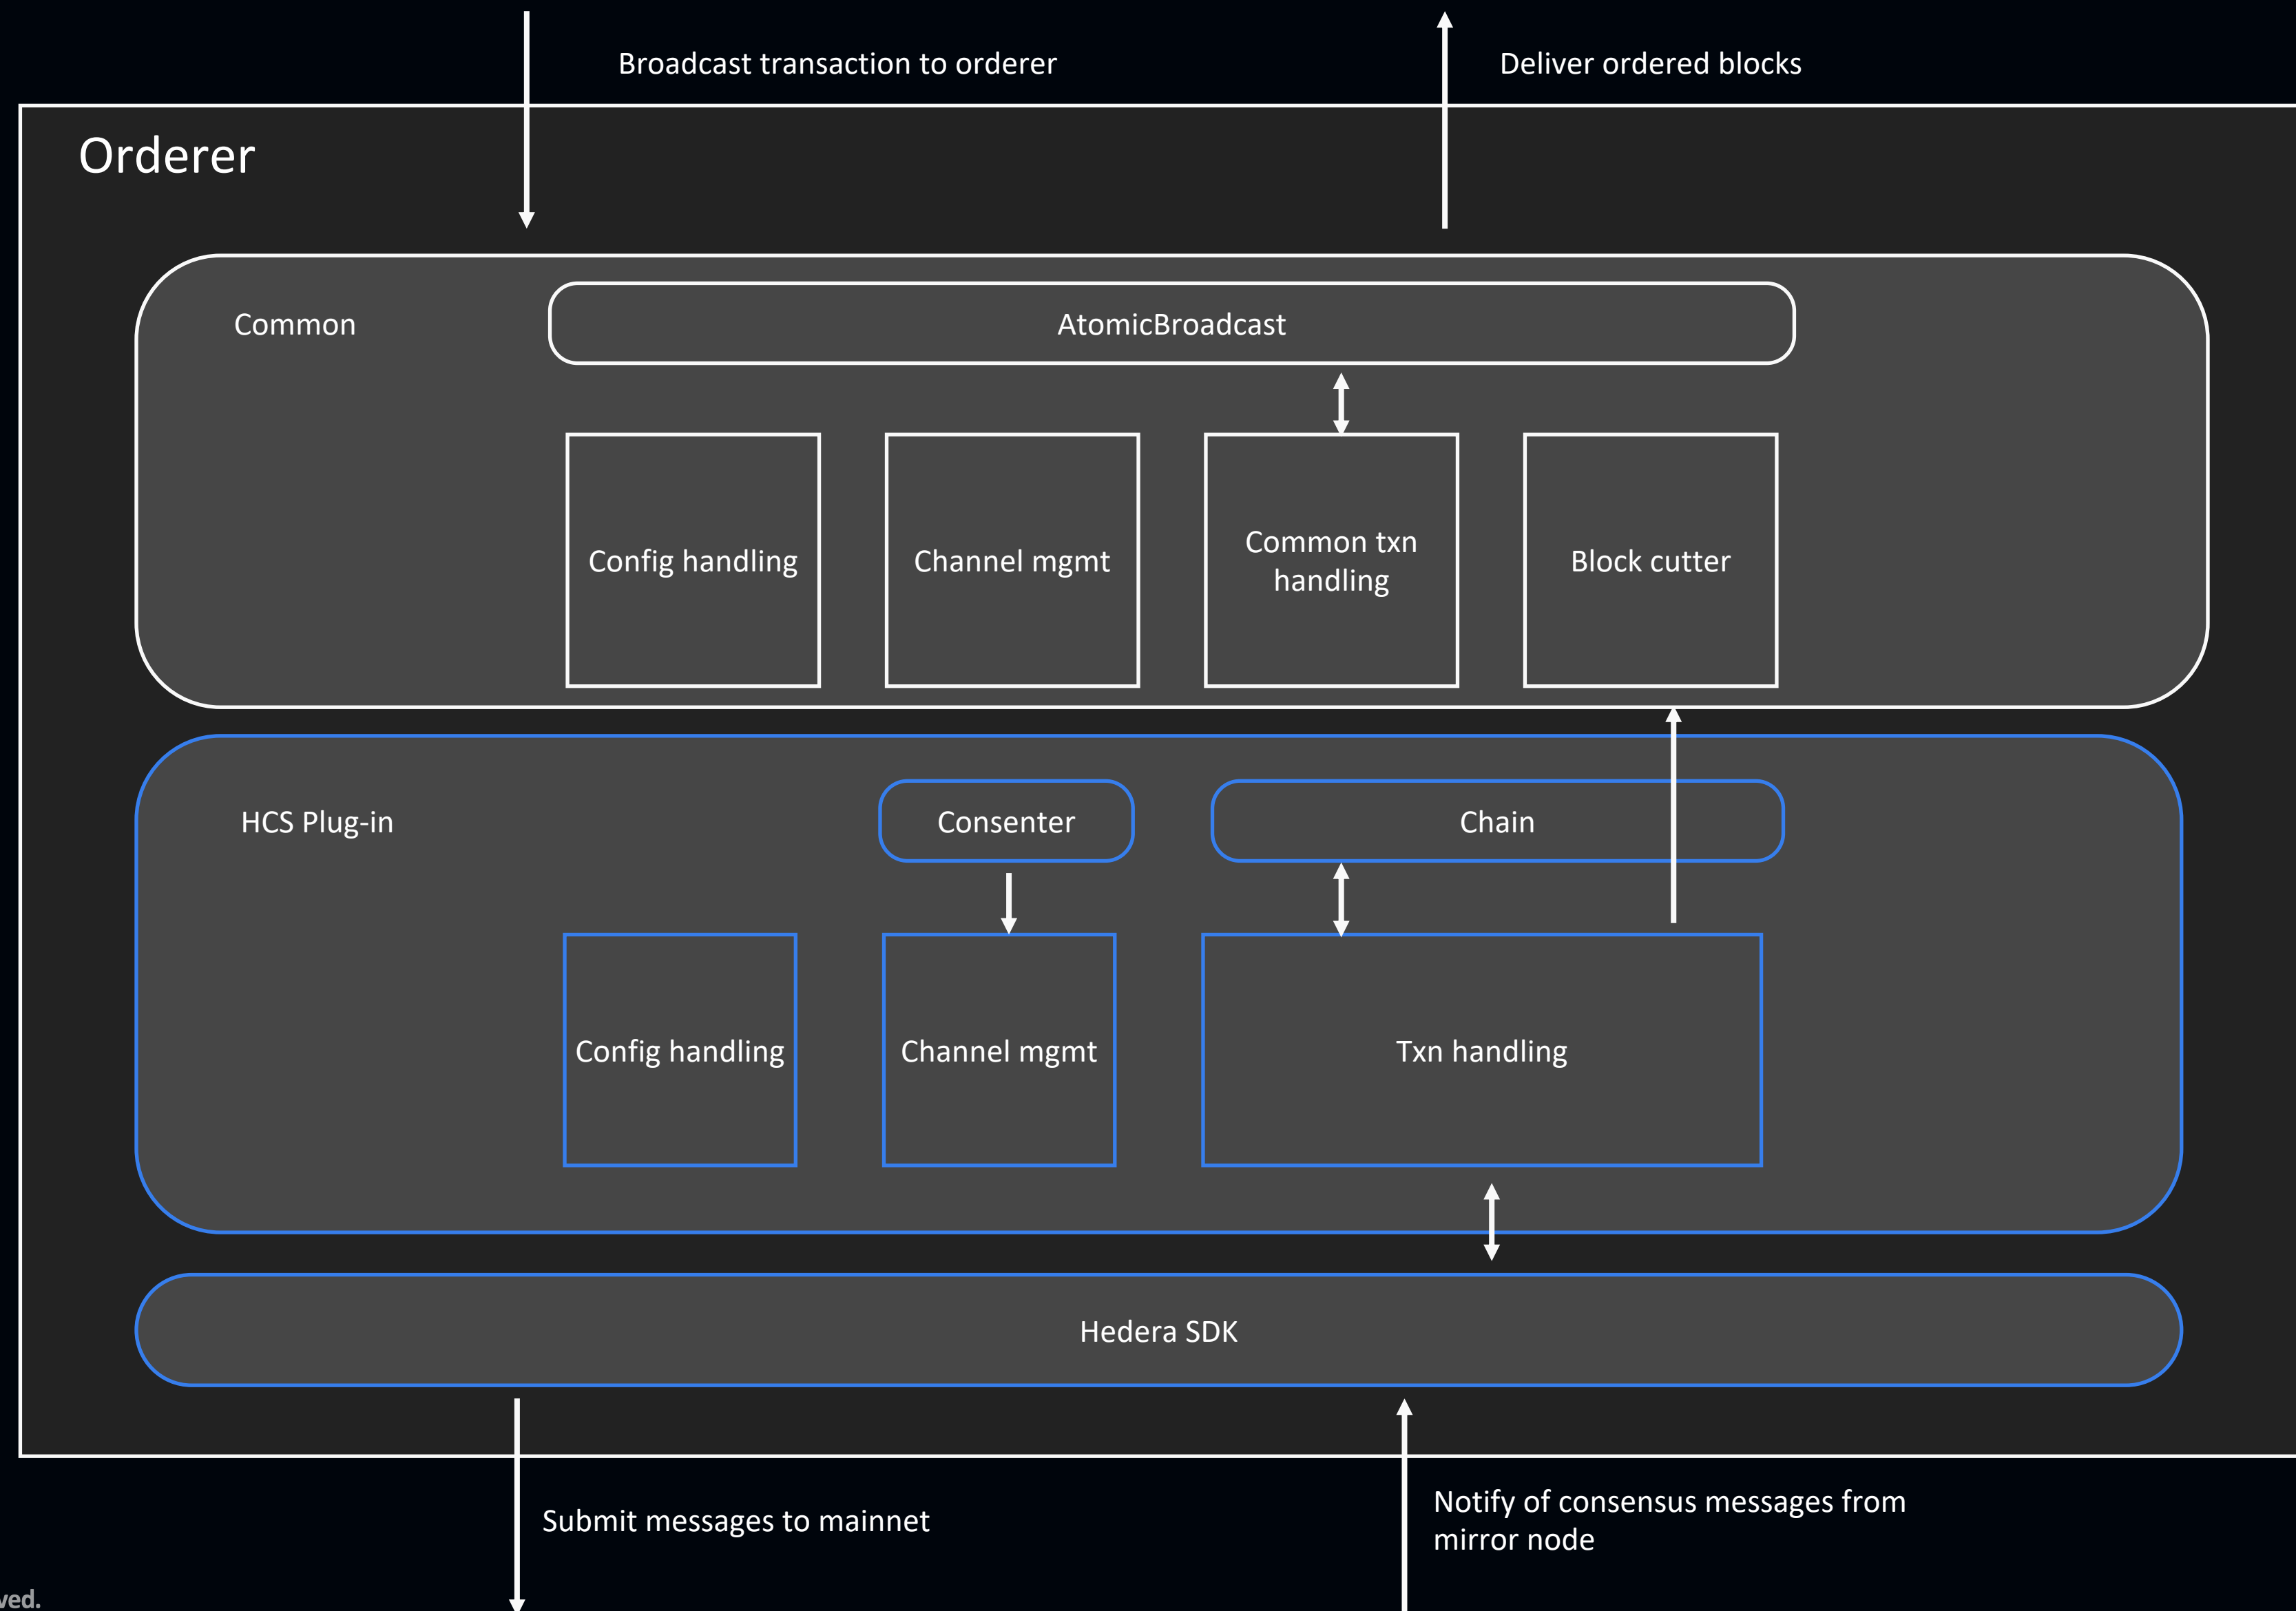 Broadcast transaction to orderer
Deliver ordered blocks
Orderer
Common
AtomicBroadcast
Config handling
Channel mgmt
Common txn
handling
Block cutter
HCS Plug-in
Consenter
Chain
Config handling
Channel mgmt
Txn handling
Hedera SDK
Submit messages to mainnet
Notify of consensus messages from
mirror node
ved.